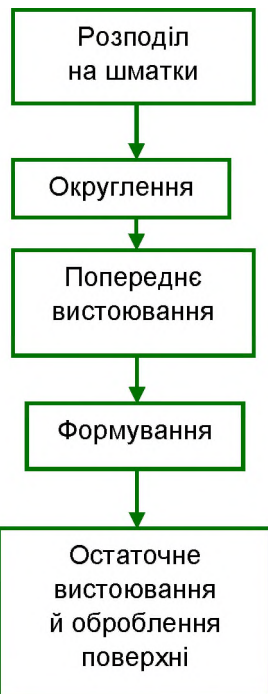 Розподіл
на шматки
Округлення
Попереднє
вистоювання
Формування
Остаточне
вистоювання
й оброблення
поверхні